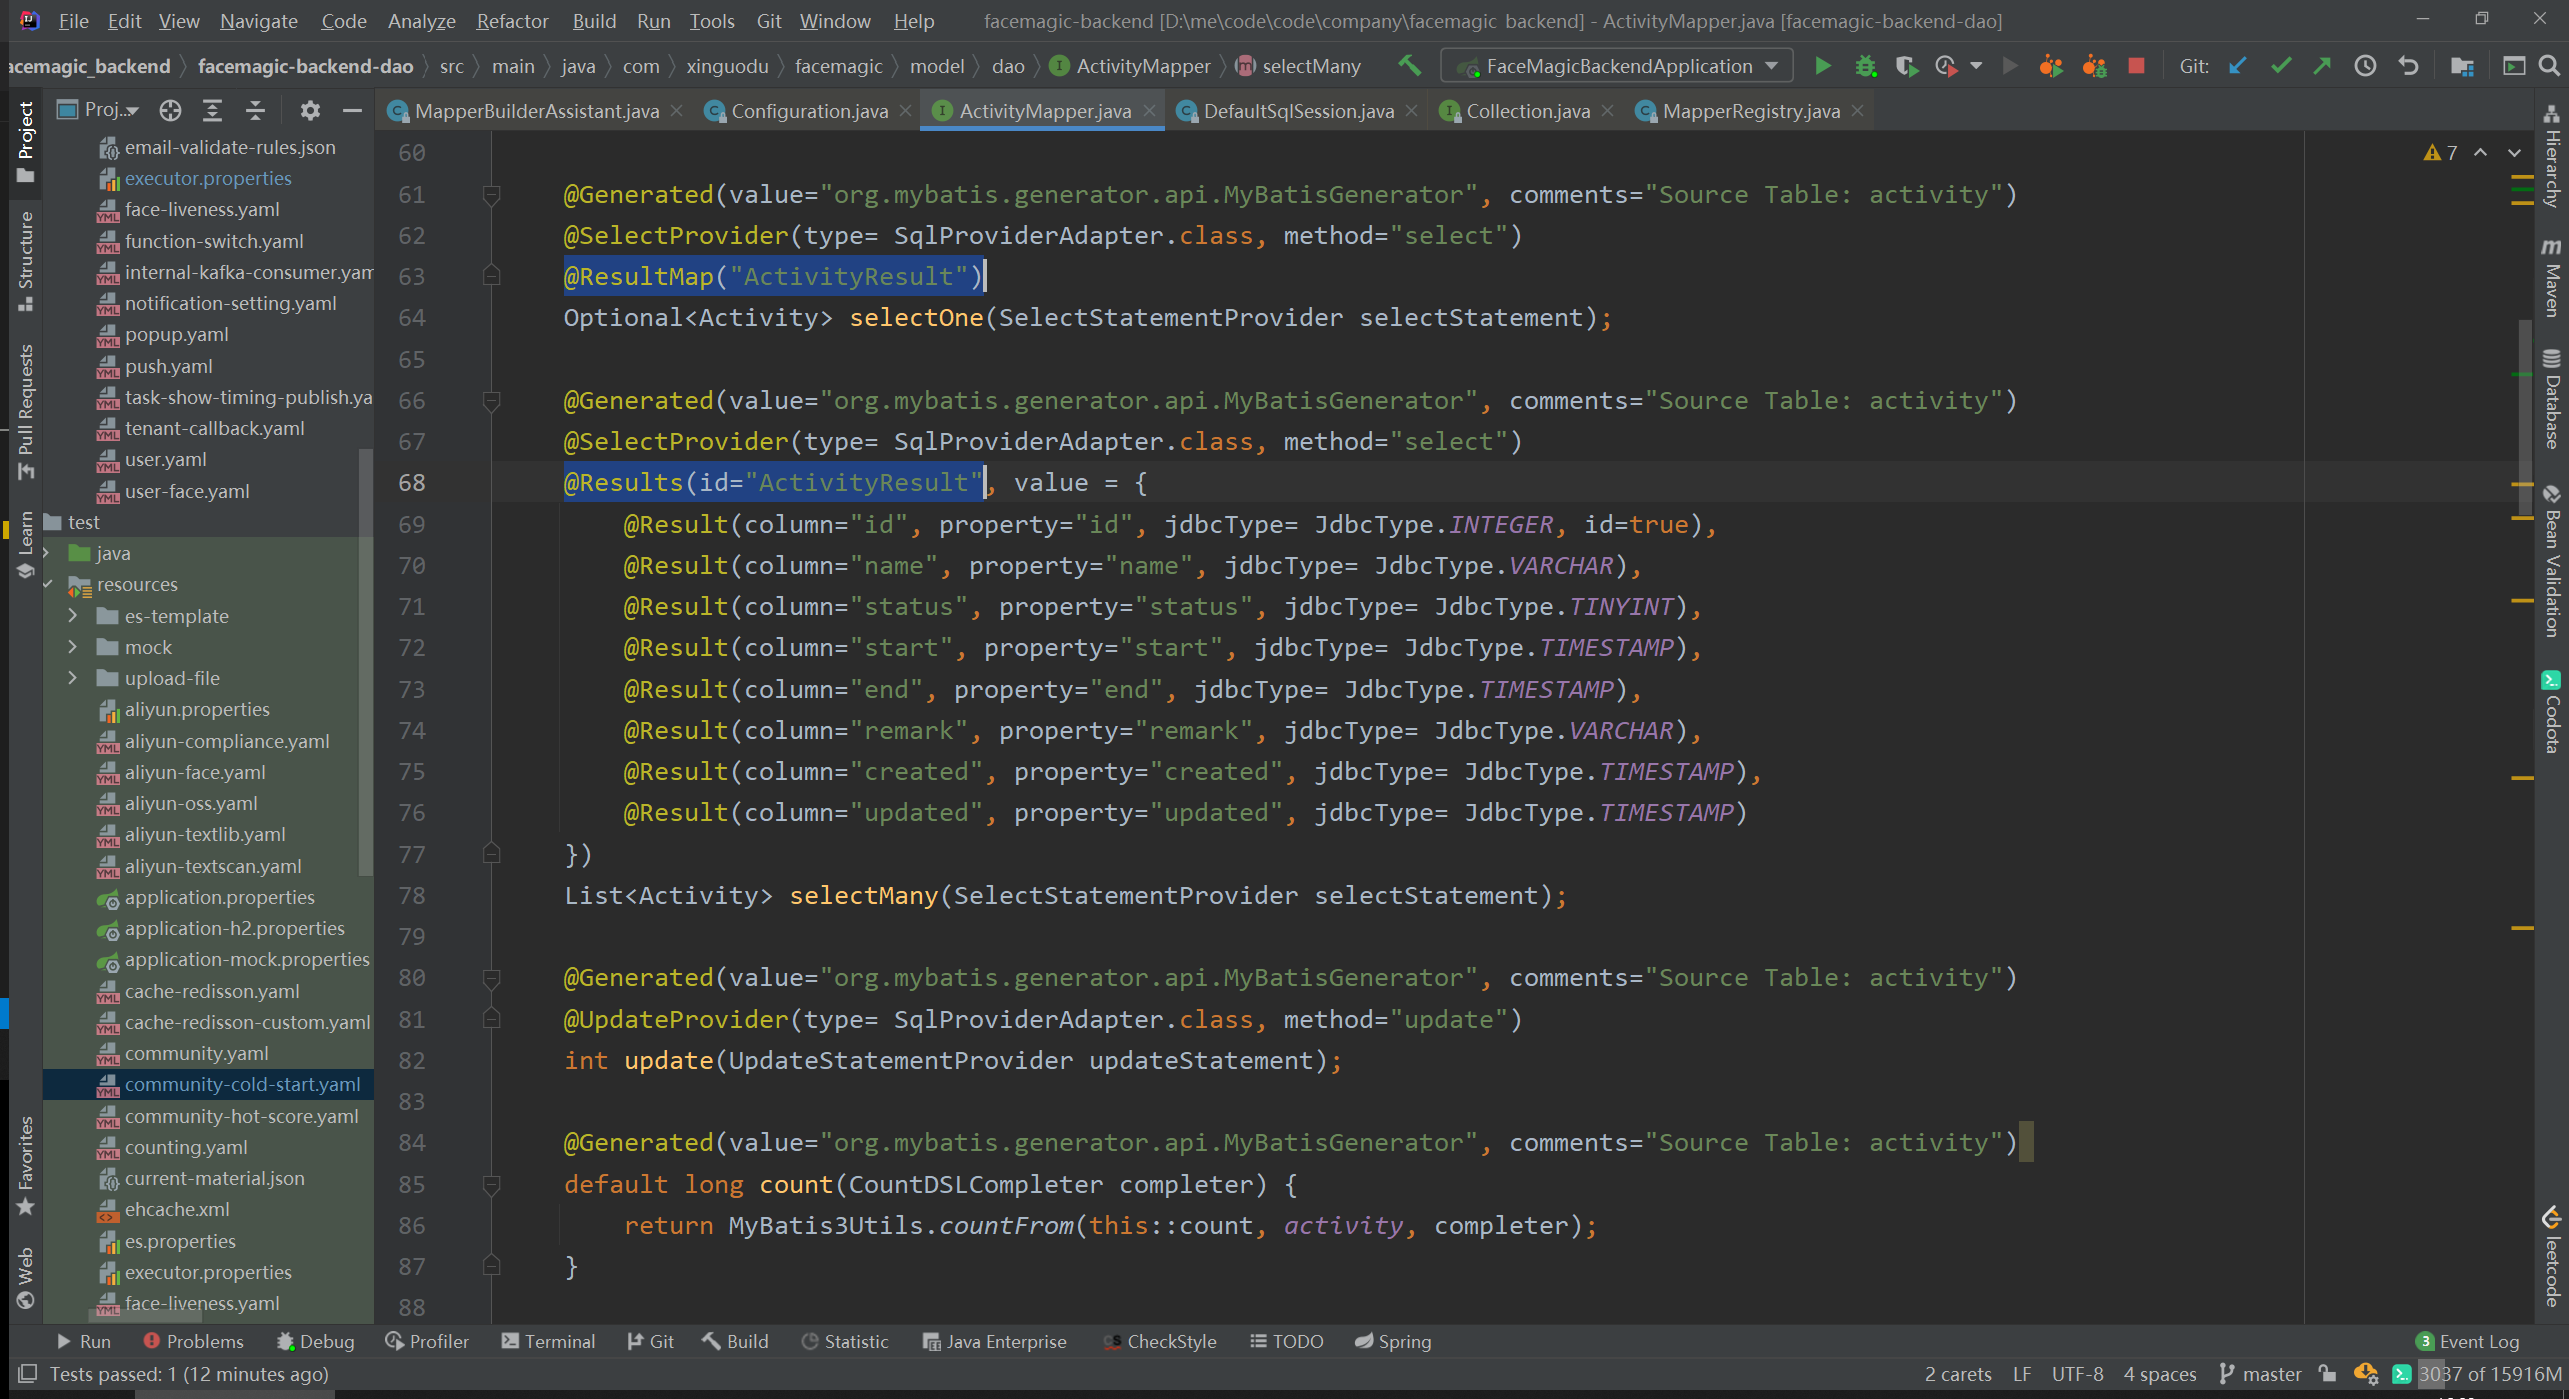 File Edit View Navigate Code Analyze Refactor Build Run Tools Git Window Help facemagic-backend [D:\me\code\code\company\facemagic_backend] - ActivityMapper.java [facemagic-backend-dao]
acemagic_backend facemagic-backend-dao src main java com xinguodu facemagic model dao ActivityMapper selectMany FaceMagicBackendApplication Git:
Proj... MapperBuilderAssistant.java Configuration.java ActivityMapper.java DefaultSqlSession.java Collection.java MapperRegistry.java
Project
Structure
Pull Requests
Learn
Favorites
Web
email-validate-rules.json
executor.properties
face-liveness.yaml
function-switch.yaml
internal-kafka-consumer.yam
notification-setting.yaml
popup.yaml
push.yaml
task-show-timing-publish.ya
tenant-callback.yaml
user.yaml
user-face.yaml
test
java
resources
es-template
mock
upload-file
aliyun.properties
aliyun-compliance.yaml
aliyun-face.yaml
aliyun-oss.yaml
aliyun-textlib.yaml
aliyun-textscan.yaml
application.properties
application-h2.properties
application-mock.properties
cache-redisson.yaml
cache-redisson-custom.yaml
community.yaml
community-cold-start.yaml
community-hot-score.yaml
counting.yaml
current-material.json
ehcache.xml
es.properties
executor.properties
face-liveness.yaml
7
60
61 @Generated(value="org.mybatis.generator.api.MyBatisGenerator", comments="Source Table: activity")
62 @SelectProvider(type= SqlProviderAdapter.class, method="select")
63 @ResultMap("ActivityResult")
64 Optional<Activity> selectOne(SelectStatementProvider selectStatement);
65
66 @Generated(value="org.mybatis.generator.api.MyBatisGenerator", comments="Source Table: activity")
67 @SelectProvider(type= SqlProviderAdapter.class, method="select")
68 @Results(id="ActivityResult", value = {
69 @Result(column="id", property="id", jdbcType= JdbcType.INTEGER, id=true),
70 @Result(column="name", property="name", jdbcType= JdbcType.VARCHAR),
71 @Result(column="status", property="status", jdbcType= JdbcType.TINYINT),
72 @Result(column="start", property="start", jdbcType= JdbcType.TIMESTAMP),
73 @Result(column="end", property="end", jdbcType= JdbcType.TIMESTAMP),
74 @Result(column="remark", property="remark", jdbcType= JdbcType.VARCHAR),
75 @Result(column="created", property="created", jdbcType= JdbcType.TIMESTAMP),
76 @Result(column="updated", property="updated", jdbcType= JdbcType.TIMESTAMP)
77 })
78 List<Activity> selectMany(SelectStatementProvider selectStatement);
79
80 @Generated(value="org.mybatis.generator.api.MyBatisGenerator", comments="Source Table: activity")
81 @UpdateProvider(type= SqlProviderAdapter.class, method="update")
82 int update(UpdateStatementProvider updateStatement);
83
84 @Generated(value="org.mybatis.generator.api.MyBatisGenerator", comments="Source Table: activity")
85 default long count(CountDSLCompleter completer) {
86 return MyBatis3Utils.countFrom(this::count, activity, completer);
87 }
88
Hierarchy
Maven
Database
Bean Validation
Codota
leetcode
Run Problems Debug Profiler Terminal Git Build Statistic Java Enterprise CheckStyle TODO Spring 3 Event Log
Tests passed: 1 (12 minutes ago) 2 carets LF UTF-8 4 spaces master 3037 of 15916M